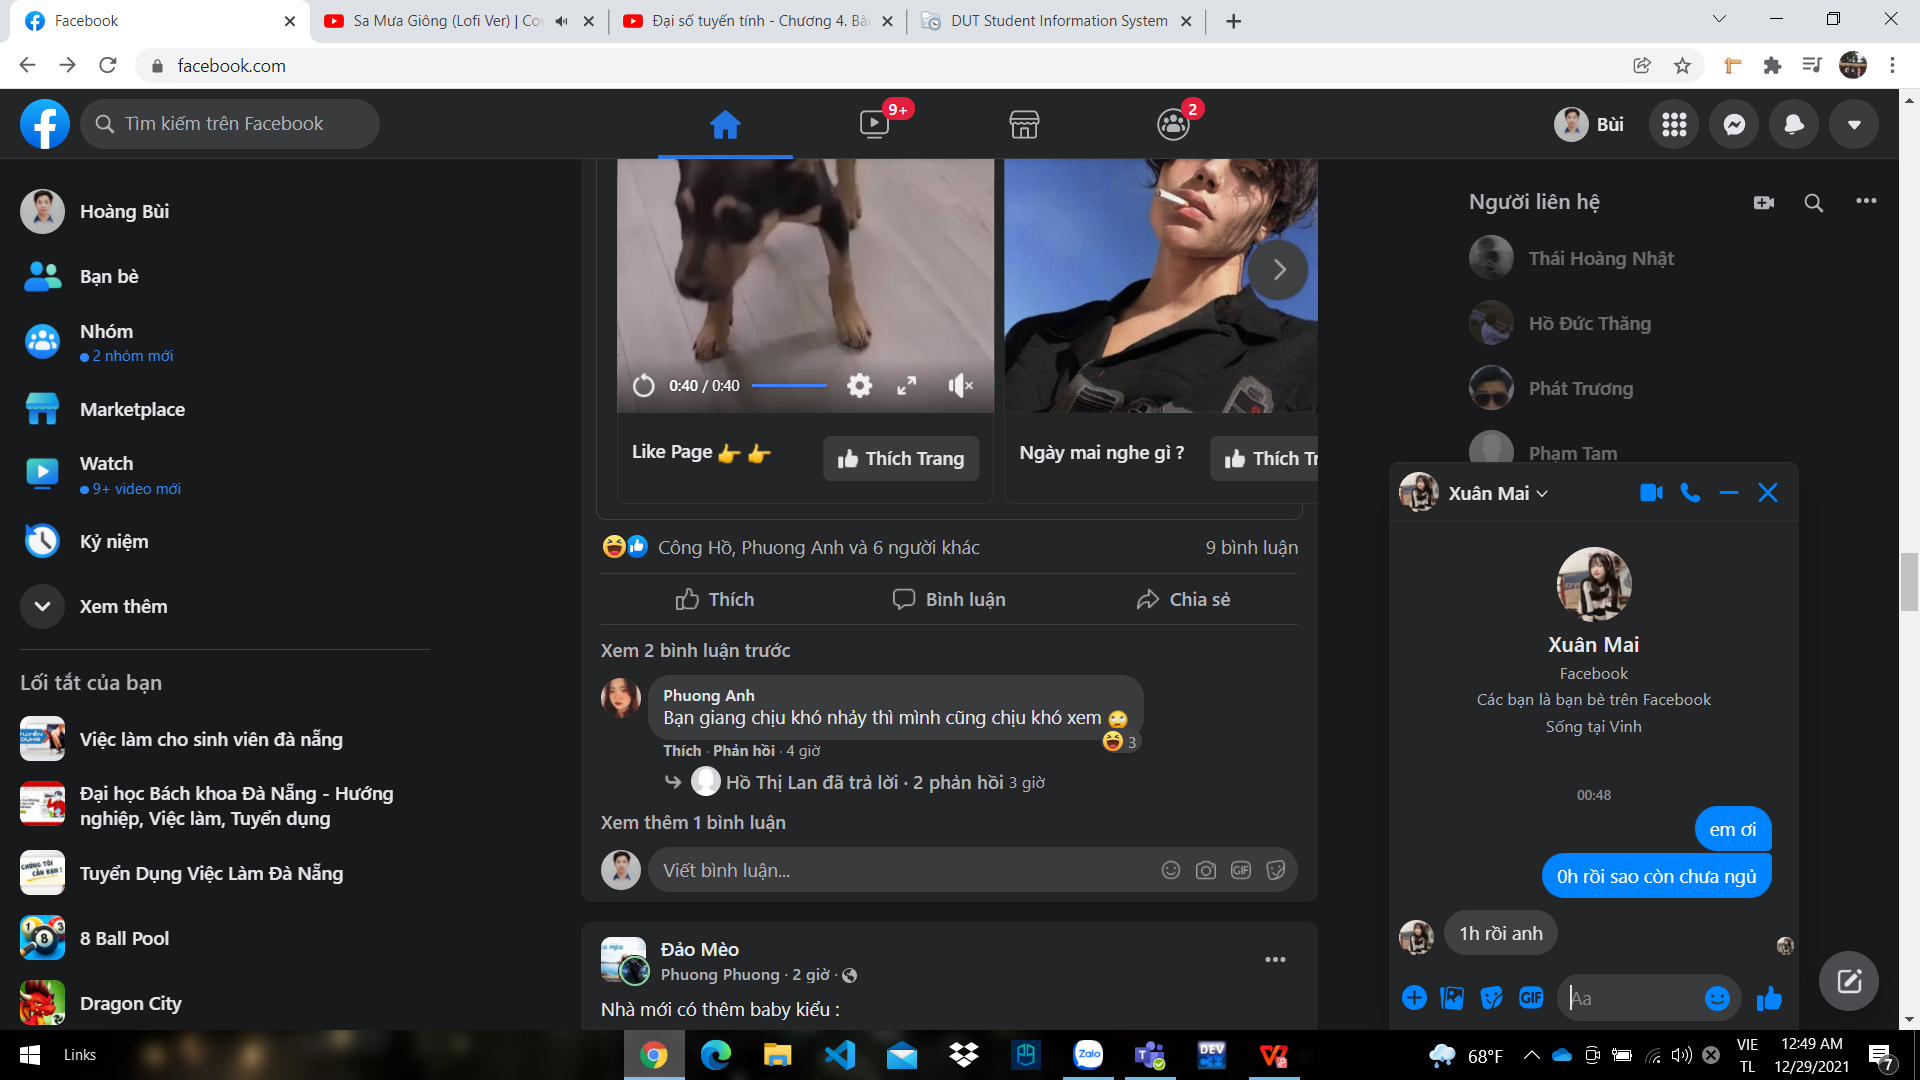 Facebook
Sa Mưa Giông (Lofi Ver) | Cov
Đại số tuyến tính - Chương 4. Bài
DUT Student Information System
facebook.com
Tìm kiếm trên Facebook
9+
2
Bùi
Hoàng Bùi
Bạn bè
Nhóm
2 nhóm mới
Marketplace
Watch
9+ video mới
Kỷ niệm
Xem thêm
Lối tắt của bạn
Việc làm cho sinh viên đà nẵng
Đại học Bách khoa Đà Nẵng - Hướng
nghiệp, Việc làm, Tuyển dụng
Tuyển Dụng Việc Làm Đà Nẵng
8 Ball Pool
Dragon City
0:40 / 0:40
Like Page 👉 👉
Thích Trang
Ngày mai nghe gì ?
Thích Tr
Công Hồ, Phuong Anh và 6 người khác
9 bình luận
Thích
Bình luận
Chia sẻ
Xem 2 bình luận trước
Phuong Anh
Bạn giang chịu khó nhảy thì mình cũng chịu khó xem 🙄
3
Thích · Phản hồi · 4 giờ
Hồ Thị Lan đã trả lời · 2 phản hồi 3 giờ
Xem thêm 1 bình luận
Viết bình luận...
GIF
Đảo Mèo
Phuong Phuong · 2 giờ ·
Nhà mới có thêm baby kiểu :
Người liên hệ
Thái Hoàng Nhật
Hồ Đức Thăng
Phát Trương
Phạm Tam
Xuân Mai
Xuân Mai
Facebook
Các bạn là bạn bè trên Facebook
Sống tại Vinh
00:48
em ơi
0h rồi sao còn chưa ngủ
1h rồi anh
GIF
Aa
Links
Zalo
DEV
C++
68°F
VIE
TL
12:49 AM
12/29/2021
7